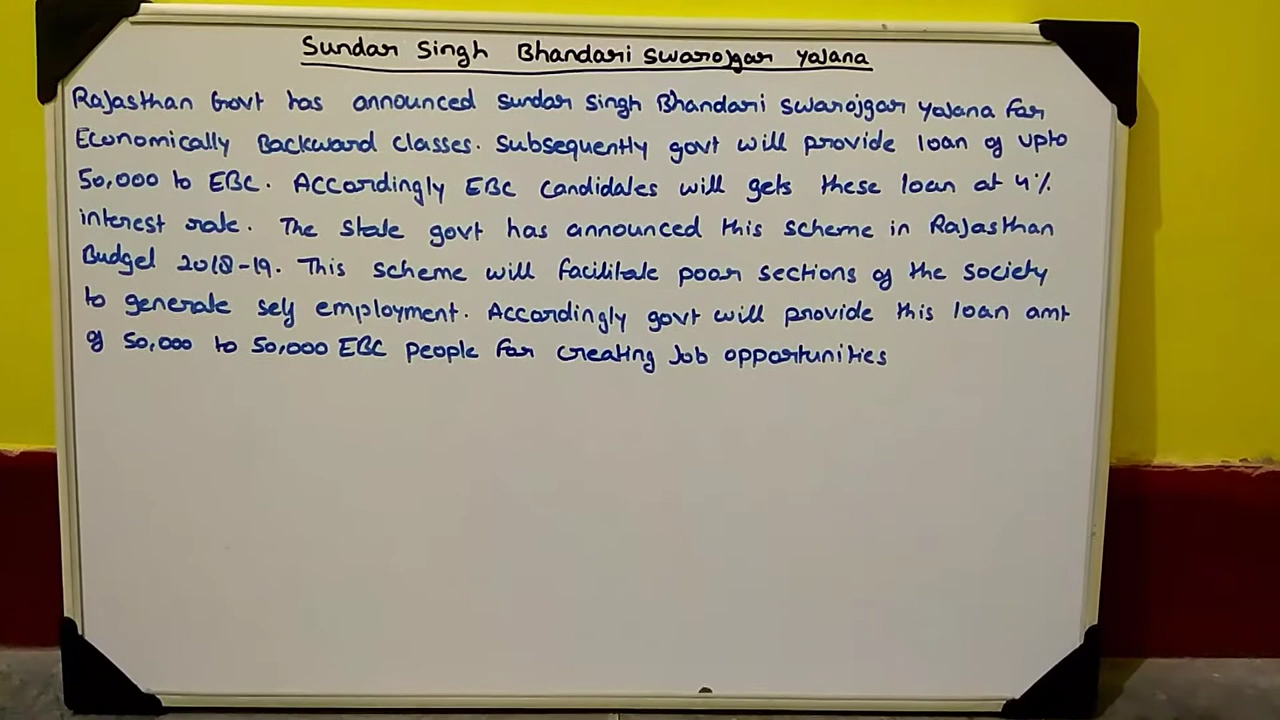 Sundar Singh Bhandari Swarojgar Yojana
Rajasthan Govt has announced Sundar Singh Bhandari Swarojgar Yojana for
Economically Backward Classes. Subsequently govt will provide loan of upto
50,000 to EBC. Accordingly EBC candidates will gets these loan at 4%
interest rate. The State govt has announced this scheme in Rajasthan
Budget 2018-19. This scheme will facilitate poor sections of the society
to generate self employment. Accordingly govt will provide this loan amt
of 50,000 to 50,000 EBC people for creating Job opportunities